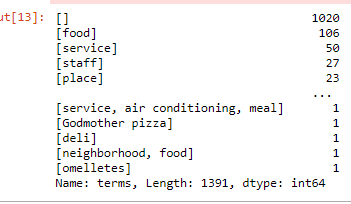 ut[13]: [] 1020
[food] 106
[service] 50
[staff] 27
[place] 23
...
[service, air conditioning, meal] 1
[Godmother pizza] 1
[deli] 1
[neighborhood, food] 1
[omelletes] 1
Name: terms, Length: 1391, dtype: int64